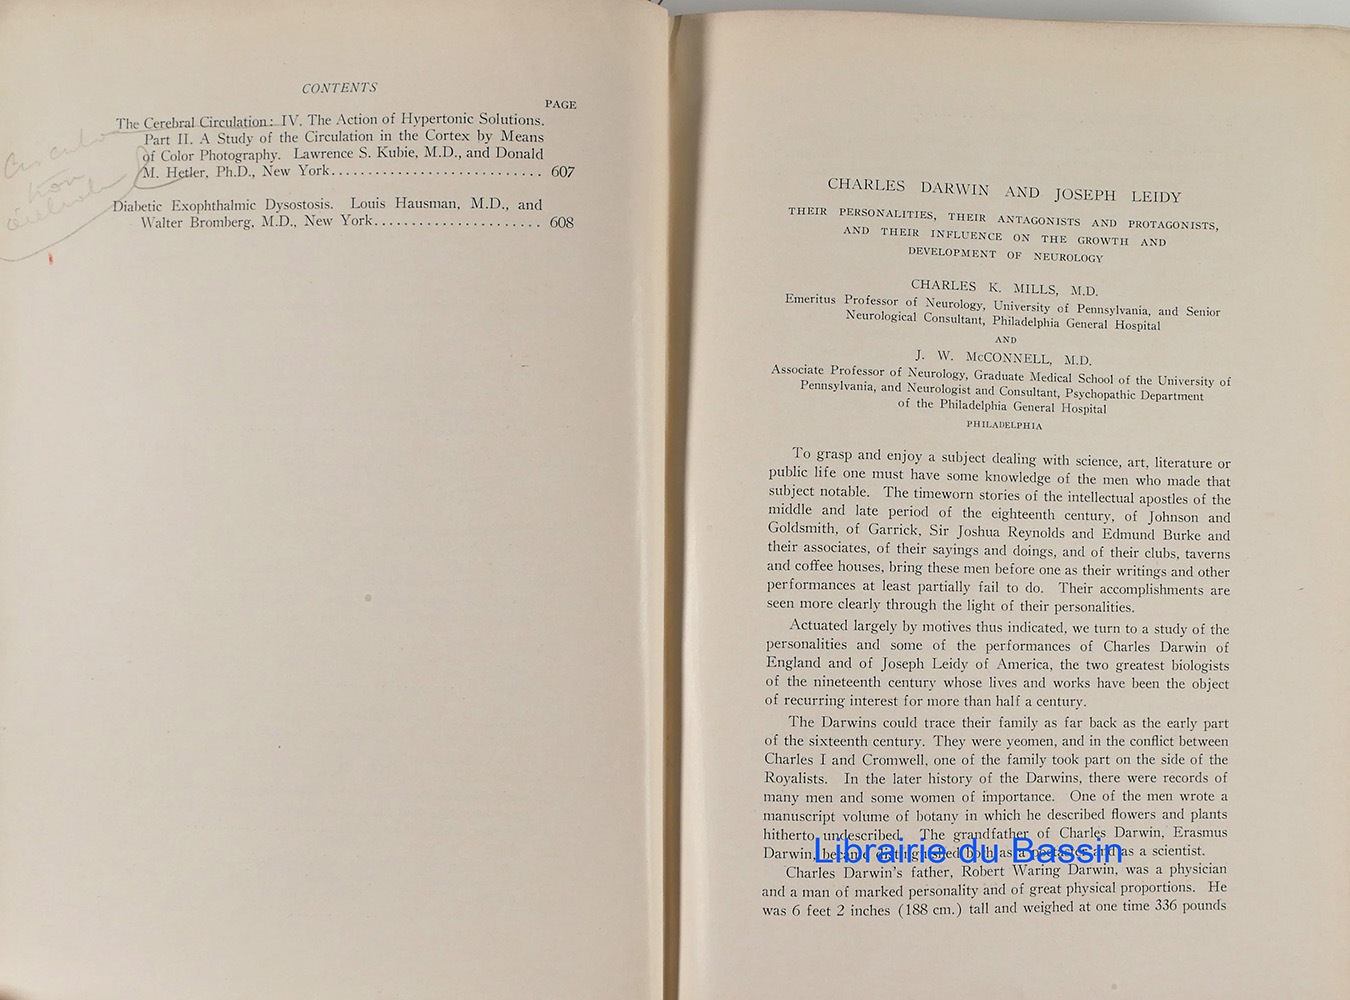 CONTENTS
PAGE
The Cerebral Circulation: IV. The Action of Hypertonic Solutions.
Part II. A Study of the Circulation in the Cortex by Means
of Color Photography. Lawrence S. Kubie, M.D., and Donald
M. Hetler, Ph.D., New York............................ 607
Diabetic Exophthalmic Dysostosis. Louis Hausman, M.D., and
Walter Bromberg, M.D., New York....................... 608
CHARLES DARWIN AND JOSEPH LEIDY
THEIR PERSONALITIES, THEIR ANTAGONISTS AND PROTAGONISTS,
AND THEIR INFLUENCE ON THE GROWTH AND
DEVELOPMENT OF NEUROLOGY
CHARLES K. MILLS, M.D.
Emeritus Professor of Neurology, University of Pennsylvania, and Senior
Neurological Consultant, Philadelphia General Hospital
AND
J. W. McCONNELL, M.D.
Associate Professor of Neurology, Graduate Medical School of the University of
Pennsylvania, and Neurologist and Consultant, Psychopathic Department
of the Philadelphia General Hospital
PHILADELPHIA
To grasp and enjoy a subject dealing with science, art, literature or
public life one must have some knowledge of the men who made that
subject notable. The timeworn stories of the intellectual apostles of the
middle and late period of the eighteenth century, of Johnson and
Goldsmith, of Garrick, Sir Joshua Reynolds and Edmund Burke and
their associates, of their sayings and doings, and of their clubs, taverns
and coffee houses, bring these men before one as their writings and other
performances at least partially fail to do. Their accomplishments are
seen more clearly through the light of their personalities.
Actuated largely by motives thus indicated, we turn to a study of the
personalities and some of the performances of Charles Darwin of
England and of Joseph Leidy of America, the two greatest biologists
of the nineteenth century whose lives and works have been the object
of recurring interest for more than half a century.
The Darwins could trace their family as far back as the early part
of the sixteenth century. They were yeomen, and in the conflict between
Charles I and Cromwell, one of the family took part on the side of the
Royalists. In the later history of the Darwins, there were records of
many men and some women of importance. One of the men wrote a
manuscript volume of botany in which he described flowers and plants
hitherto undescribed. The grandfather of Charles Darwin, Erasmus
Darwin, became distinguished both as a and as a scientist.
Librairie du Bassin
Charles Darwin's father, Robert Waring Darwin, was a physician
and a man of marked personality and of great physical proportions. He
was 6 feet 2 inches (188 cm.) tall and weighed at one time 336 pounds